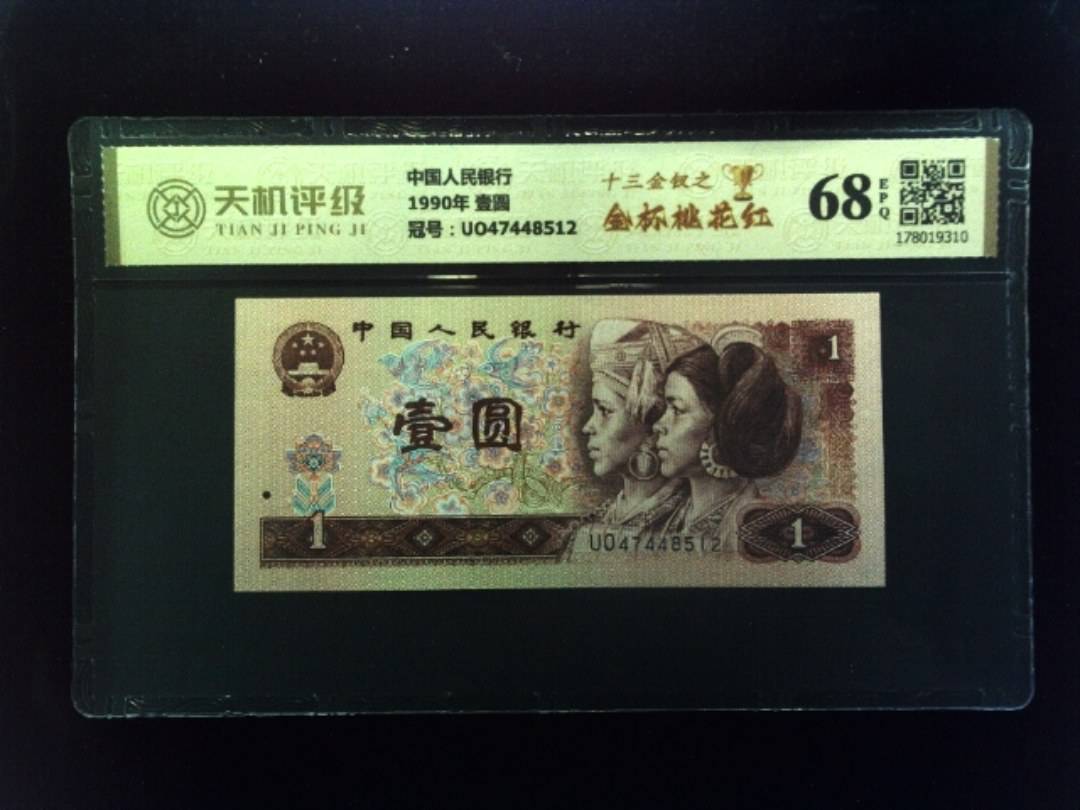 天机评级
TIAN JI PING JI
中国人民银行
1990年 壹圆
冠号：UO47448512
十三金钗之
金杯桃花红
68
EPQ
178019310
中国人民银行
1
壹圆
1
UO47448512
1